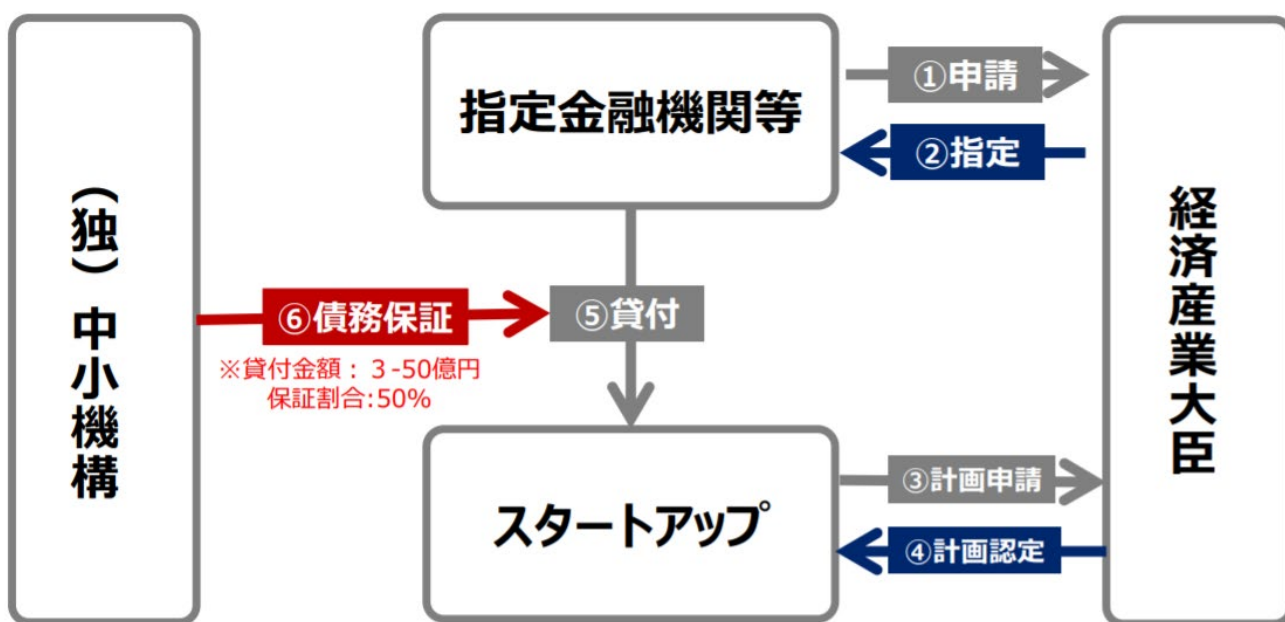 (独)中小機構
指定金融機関等
①申請
②指定
経済産業大臣
⑥債務保証
※貸付金額：３-50億円
保証割合:50%
⑤貸付
スタートアップ
③計画申請
④計画認定